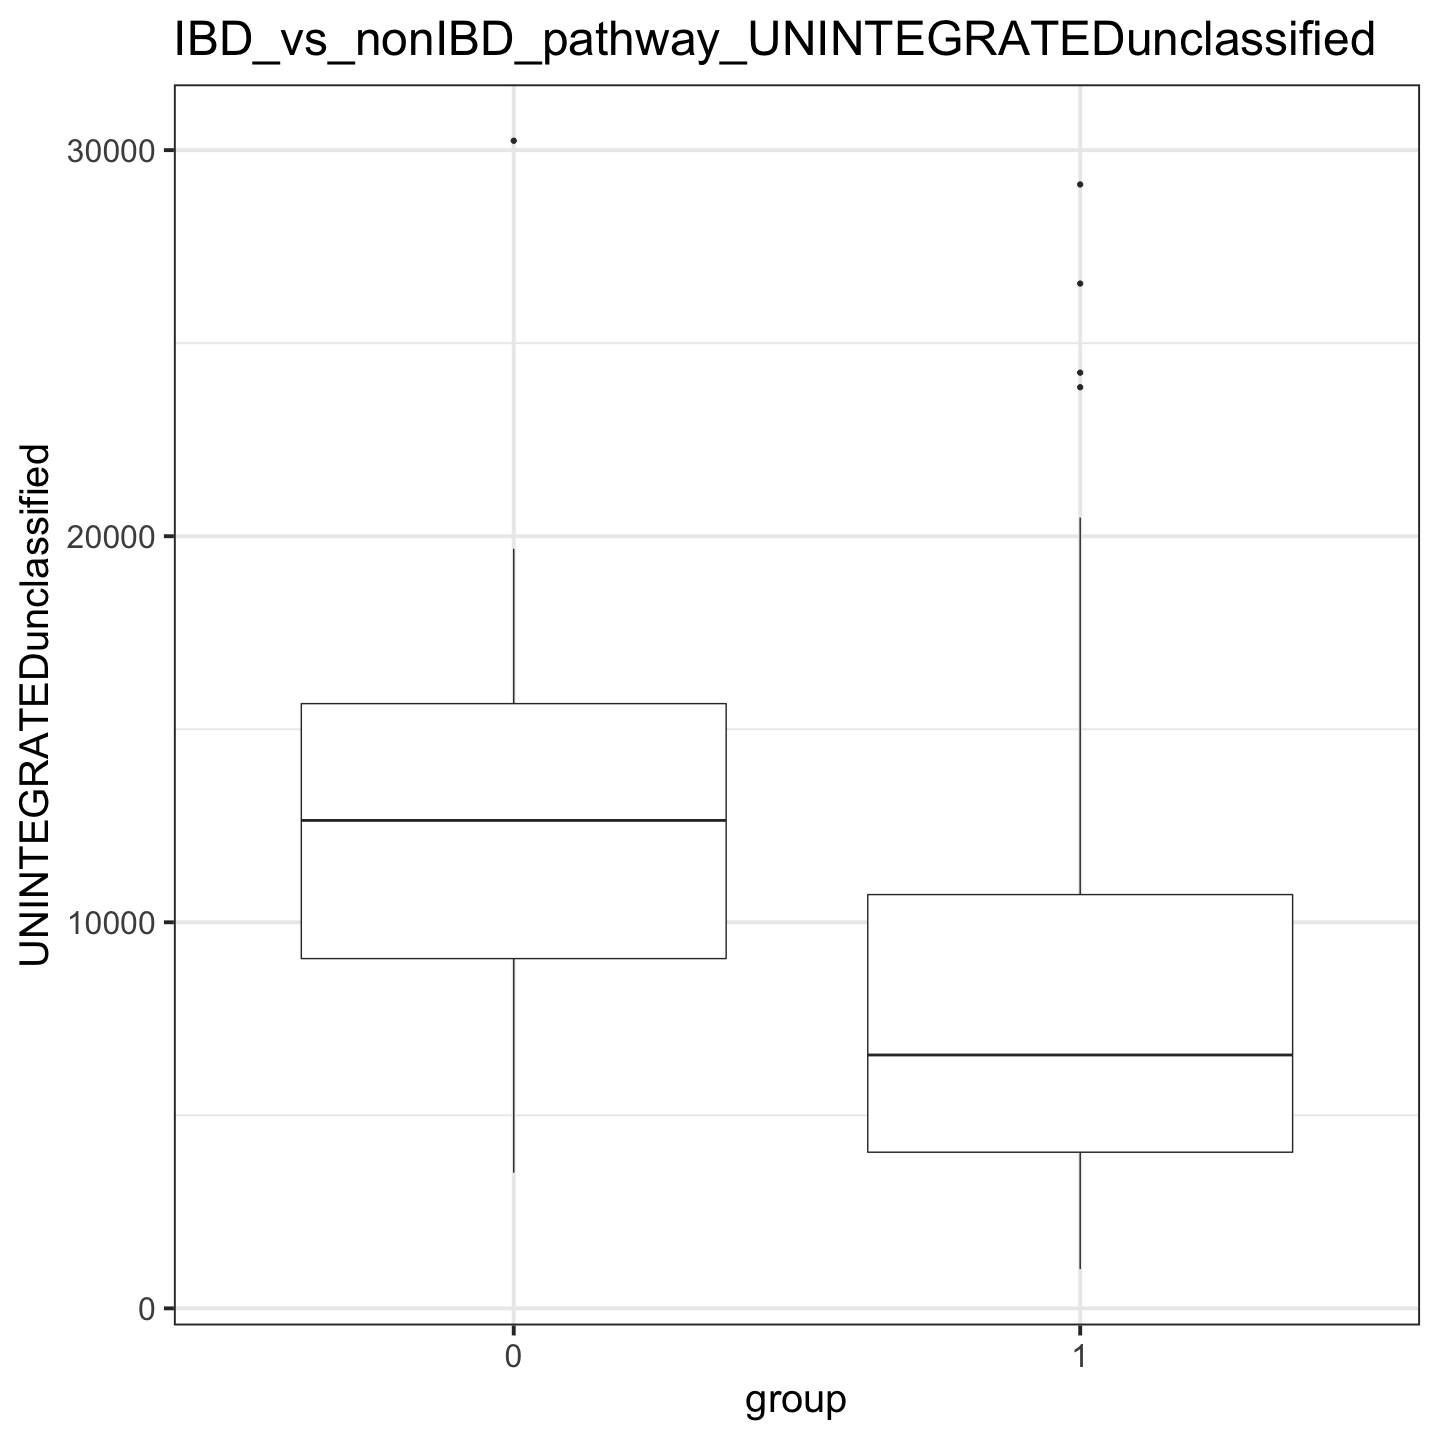 IBD_vs_nonIBD_pathway_UNINTEGRATEDunclassified
UNINTEGRATEDunclassified
30000
20000
10000
0
0
1
group